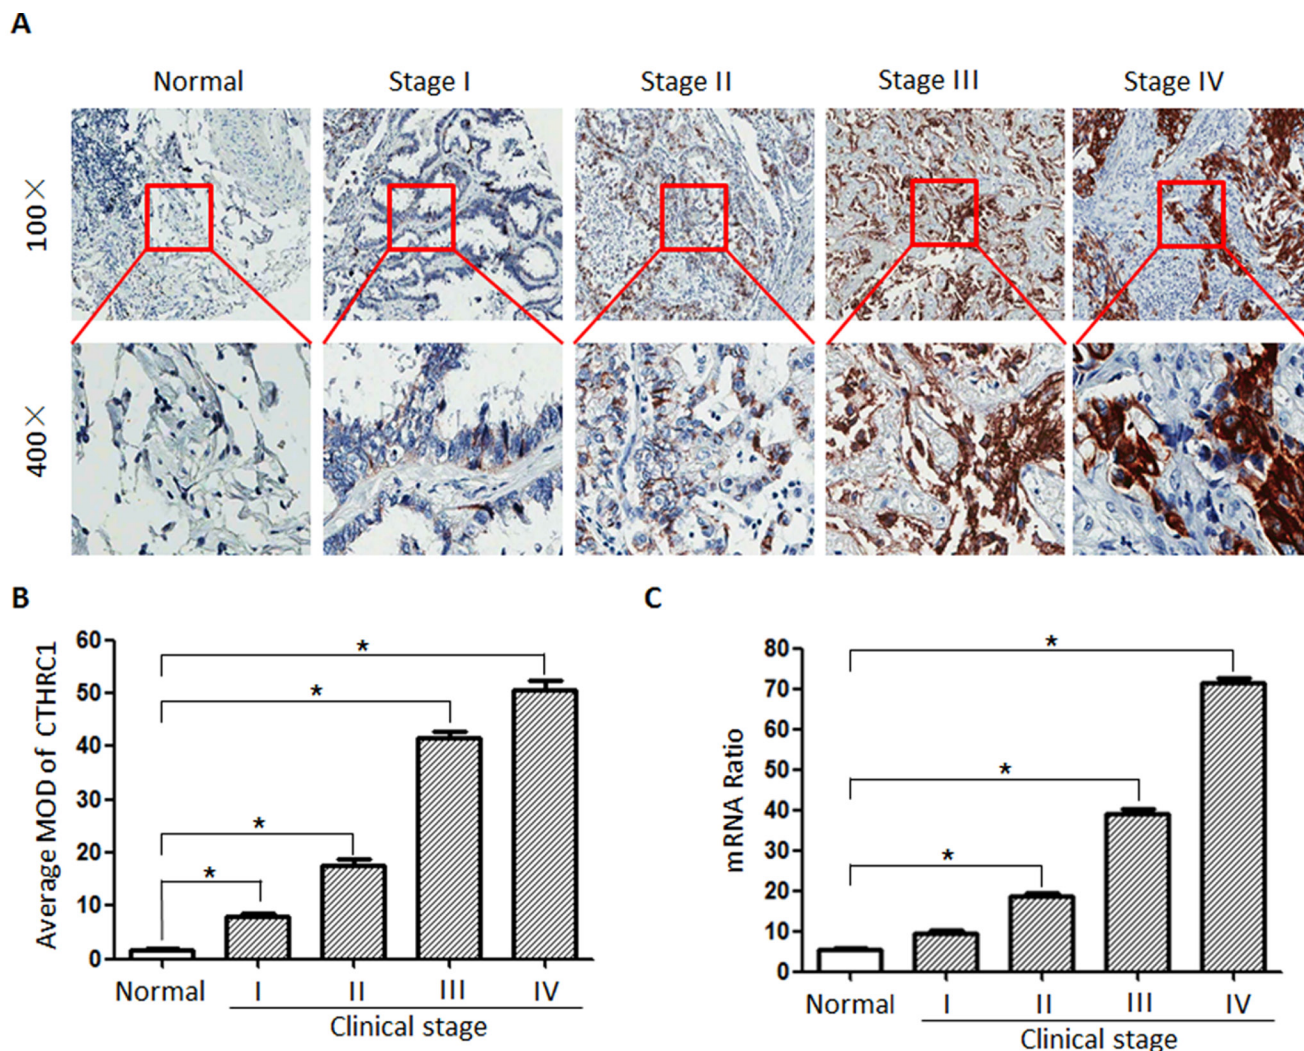 A
Normal Stage I Stage II Stage III Stage IV
100×
400×
B
Average MOD of CTHRC1
60
50
40
30
20
10
0
*
*
*
*
Normal I II III IV
Clinical stage
C
mRNA Ratio
80
70
60
50
40
30
20
10
0
*
*
*
Normal I II III IV
Clinical stage